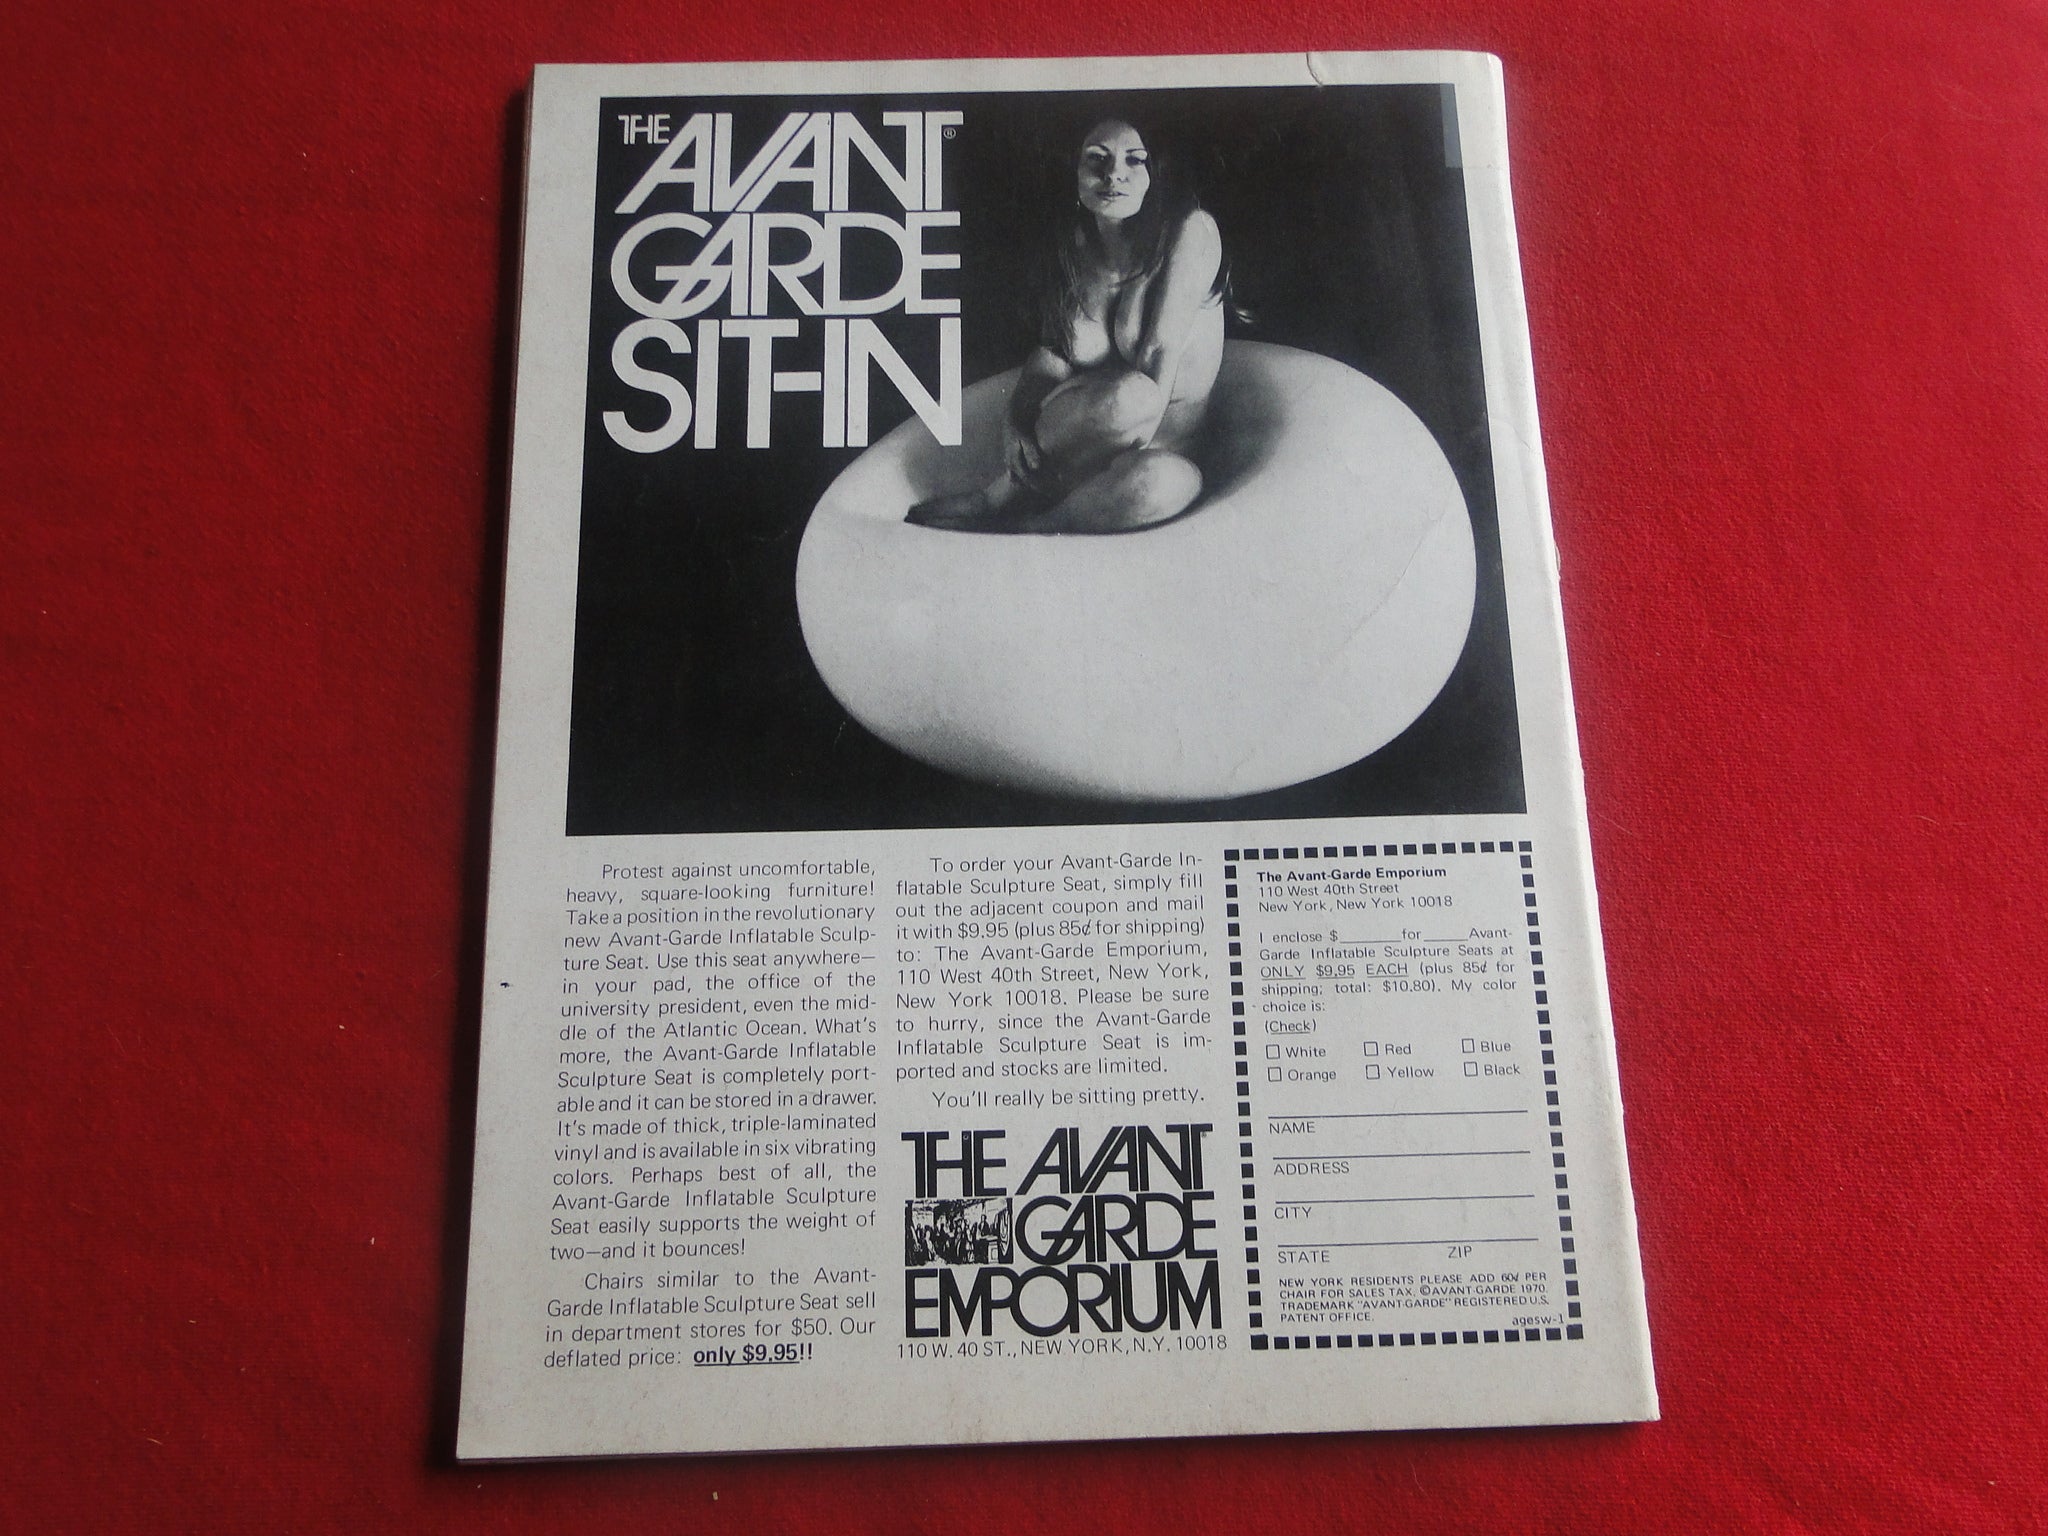 THE AVANT®
GARDE
SIT-IN
Protest against uncomfortable,
heavy, square-looking furniture!
Take a position in the revolutionary
new Avant-Garde Inflatable Sculp-
ture Seat. Use this seat anywhere—
in your pad, the office of the
university president, even the mid-
dle of the Atlantic Ocean. What's
more, the Avant-Garde Inflatable
Sculpture Seat is completely port-
able and it can be stored in a drawer.
It's made of thick, triple-laminated
vinyl and is available in six vibrating
colors. Perhaps best of all, the
Avant-Garde Inflatable Sculpture
Seat easily supports the weight of
two—and it bounces!
Chairs similar to the Avant-
Garde Inflatable Sculpture Seat sell
in department stores for $50. Our
deflated price: only $9.95!!
To order your Avant-Garde In-
flatable Sculpture Seat, simply fill
out the adjacent coupon and mail
it with $9.95 (plus 85¢ for shipping)
to: The Avant-Garde Emporium,
110 West 40th Street, New York,
New York 10018. Please be sure
to hurry, since the Avant-Garde
Inflatable Sculpture Seat is im-
ported and stocks are limited.
You'll really be sitting pretty.
THE AVANT
GARDE
EMPORIUM
110 W. 40 ST., NEW YORK, N.Y. 10018
The Avant-Garde Emporium
110 West 40th Street
New York, New York 10018
I enclose $_______for_____Avant-
Garde Inflatable Sculpture Seats at
ONLY $9.95 EACH (plus 85¢ for
shipping; total: $10.80). My color
choice is:
(Check)
☐ White ☐ Red ☐ Blue
☐ Orange ☐ Yellow ☐ Black
NAME
ADDRESS
CITY
STATE ZIP
NEW YORK RESIDENTS PLEASE ADD 60¢ PER
CHAIR FOR SALES TAX. ©AVANT-GARDE 1970.
TRADEMARK "AVANT-GARDE" REGISTERED U.S.
PATENT OFFICE.
agesw-1